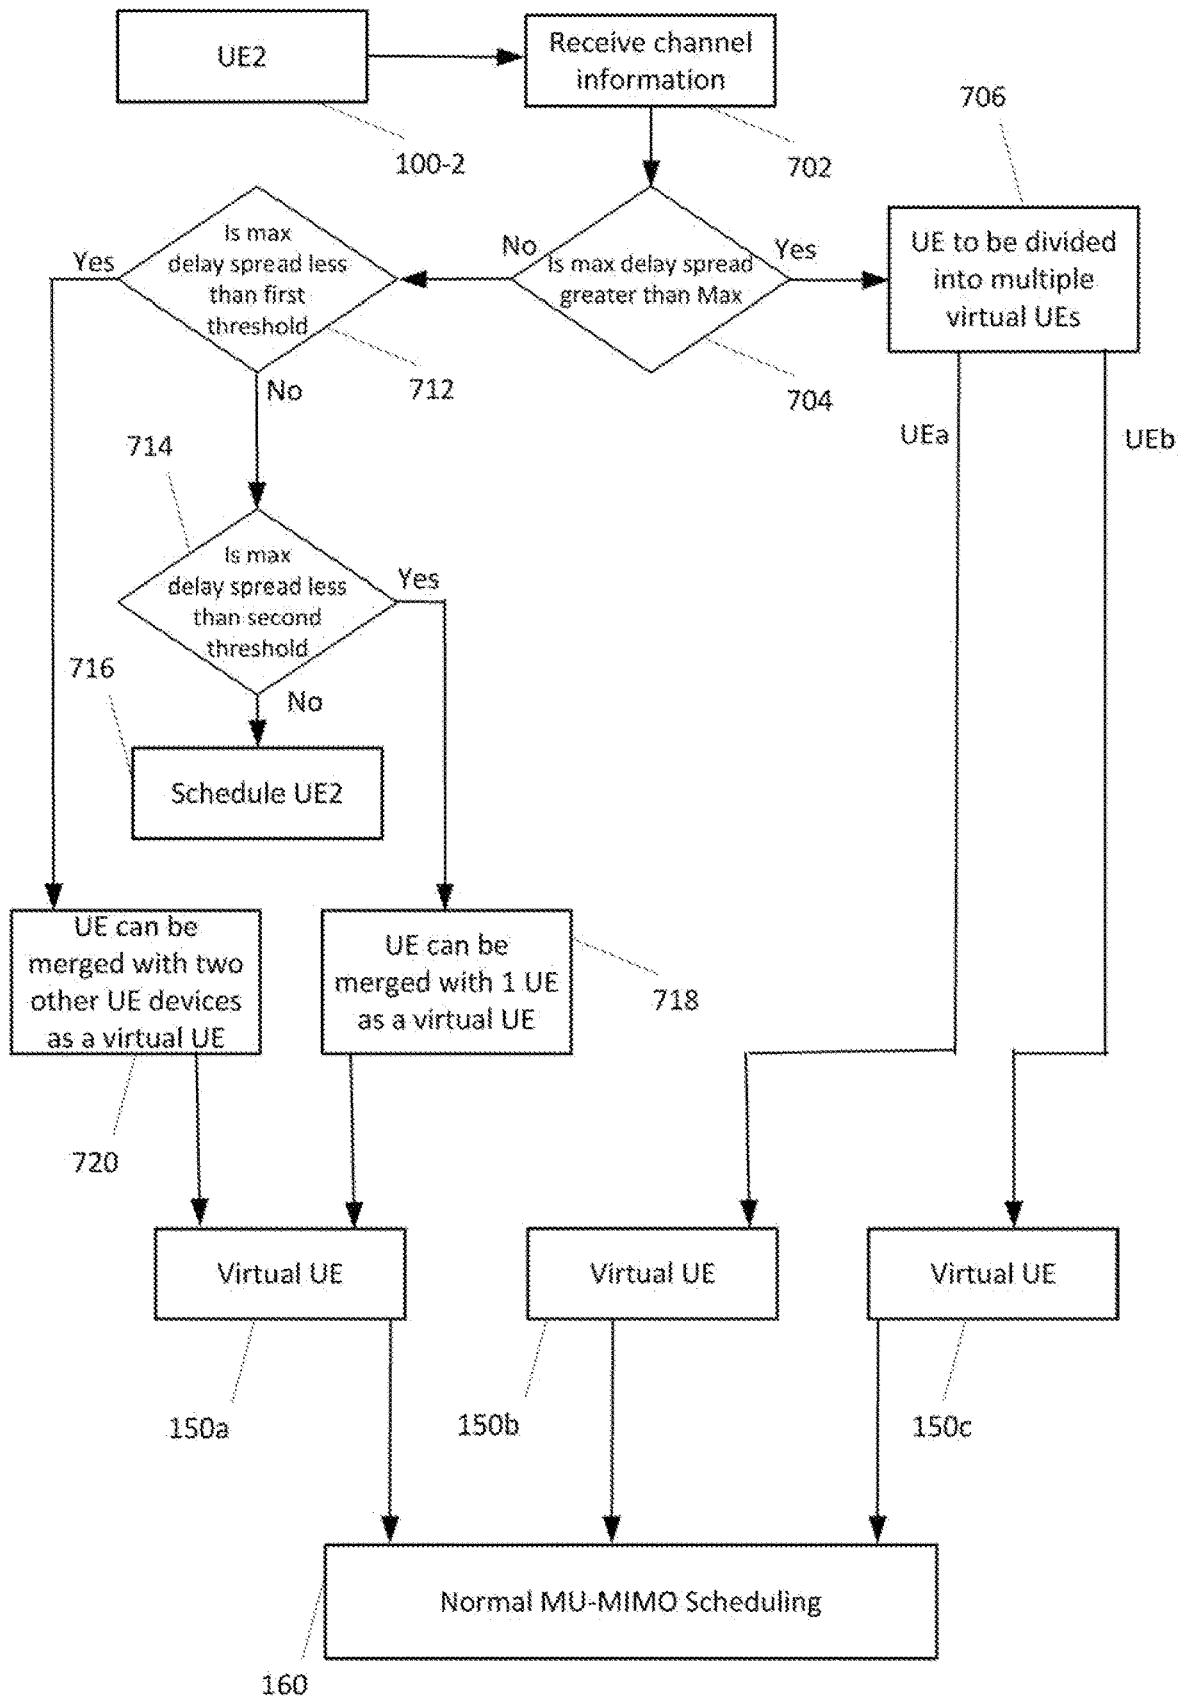 UE2
Receive channel
information
706
100-2
702
Is max
delay spread less
than first
threshold
Yes
No
Is max delay spread
greater than Max
Yes
UE to be divided
into multiple
virtual UEs
712
704
No
UEa
UEb
714
Is max
delay spread less
than second
threshold
Yes
716
No
Schedule UE2
UE can be
merged with two
other UE devices
as a virtual UE
UE can be
merged with 1 UE
as a virtual UE
718
720
Virtual UE
Virtual UE
Virtual UE
150a
150b
150c
Normal MU-MIMO Scheduling
160